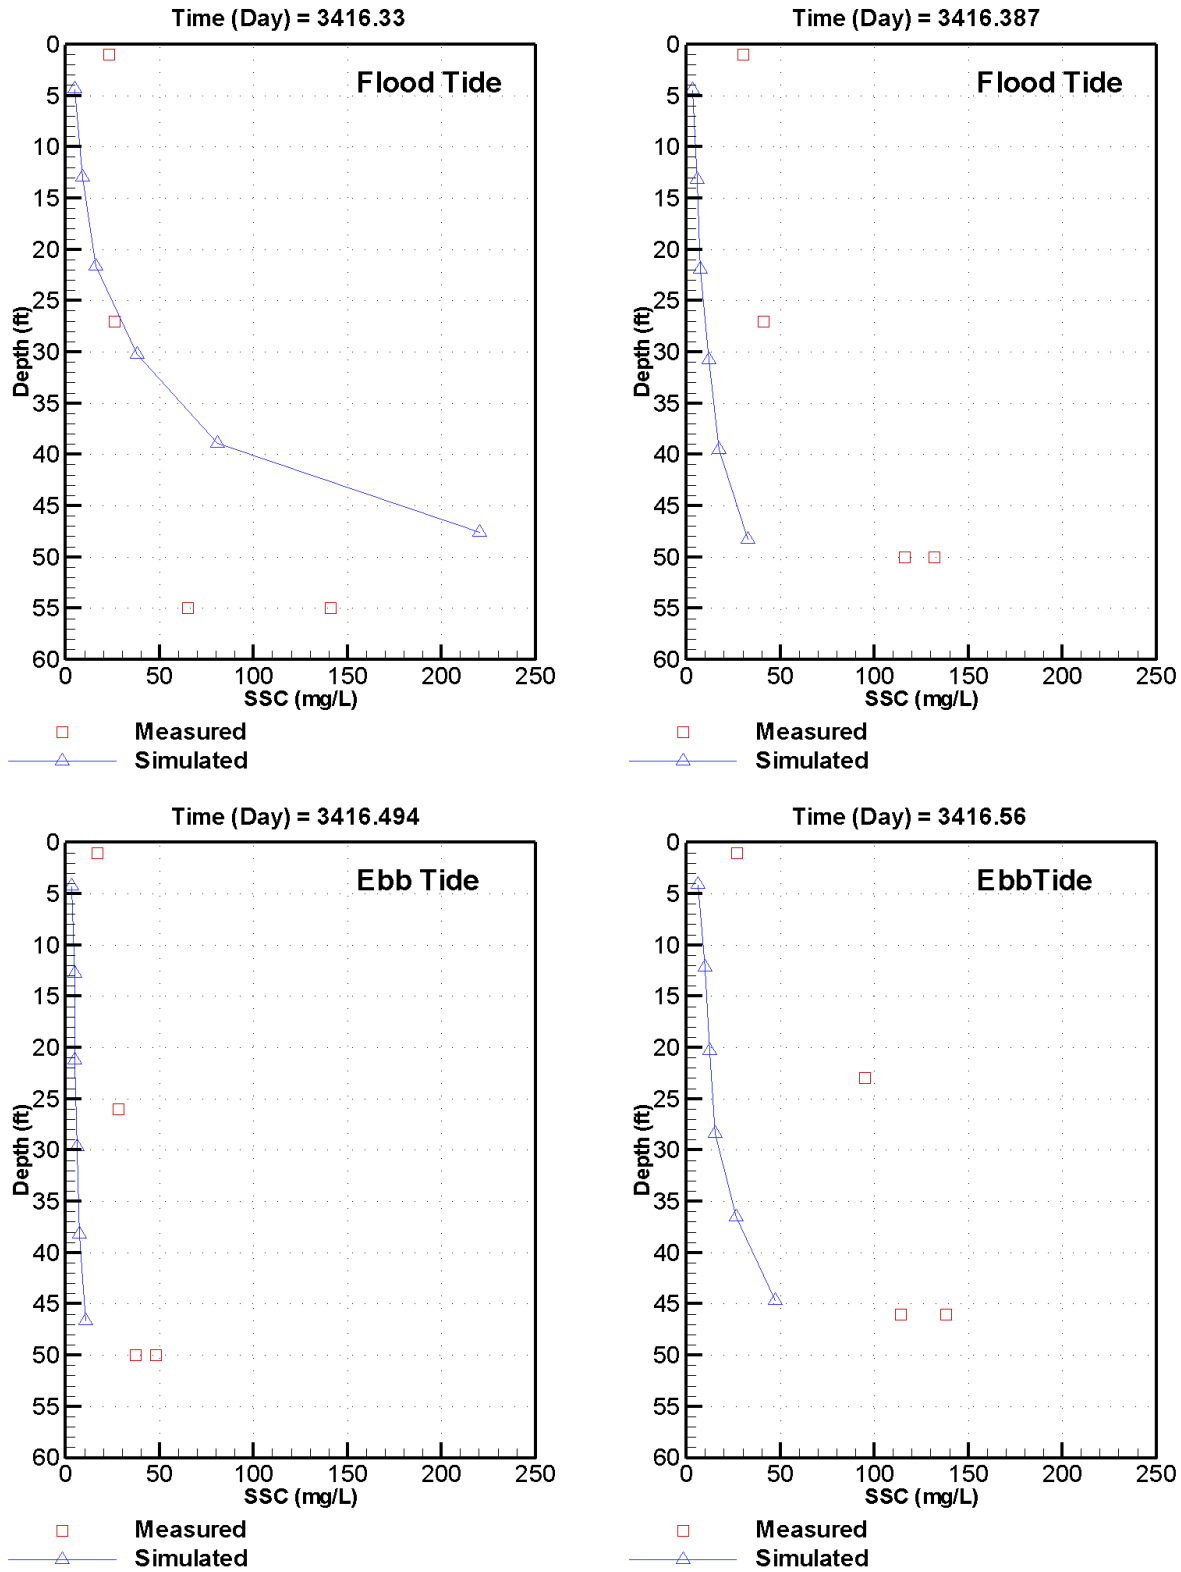 Time (Day) = 3416.33
Flood Tide
0
5
10
15
20
25
30
35
40
45
50
55
60
Depth (ft)
0 50 100 150 200 250
SSC (mg/L)
Measured
Simulated
Time (Day) = 3416.387
Flood Tide
0
5
10
15
20
25
30
35
40
45
50
55
60
Depth (ft)
0 50 100 150 200 250
SSC (mg/L)
Measured
Simulated
Time (Day) = 3416.494
Ebb Tide
0
5
10
15
20
25
30
35
40
45
50
55
60
Depth (ft)
0 50 100 150 200 250
SSC (mg/L)
Measured
Simulated
Time (Day) = 3416.56
EbbTide
0
5
10
15
20
25
30
35
40
45
50
55
60
Depth (ft)
0 50 100 150 200 250
SSC (mg/L)
Measured
Simulated